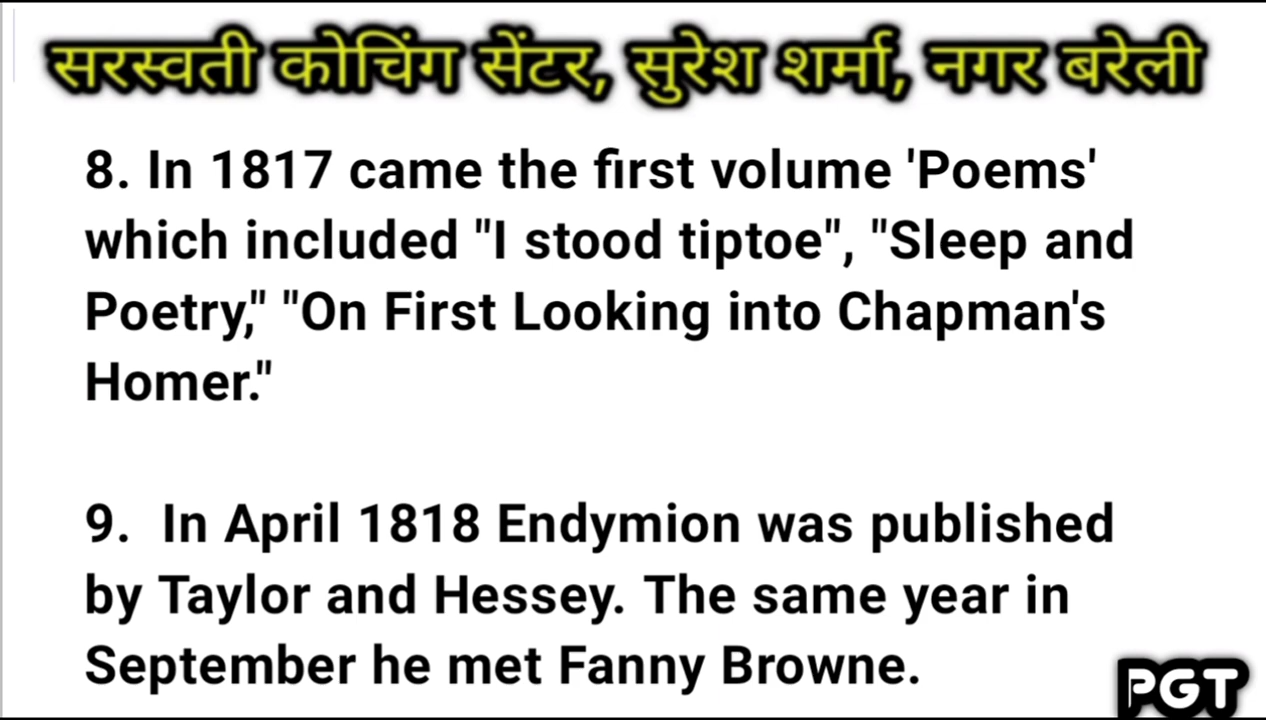 सरस्वती कोचिंग सेंटर, सुरेश शर्मा, नगर बरेली
8. In 1817 came the first volume 'Poems'
which included "I stood tiptoe", "Sleep and
Poetry," "On First Looking into Chapman's
Homer."
9. In April 1818 Endymion was published
by Taylor and Hessey. The same year in
September he met Fanny Browne.
PGT